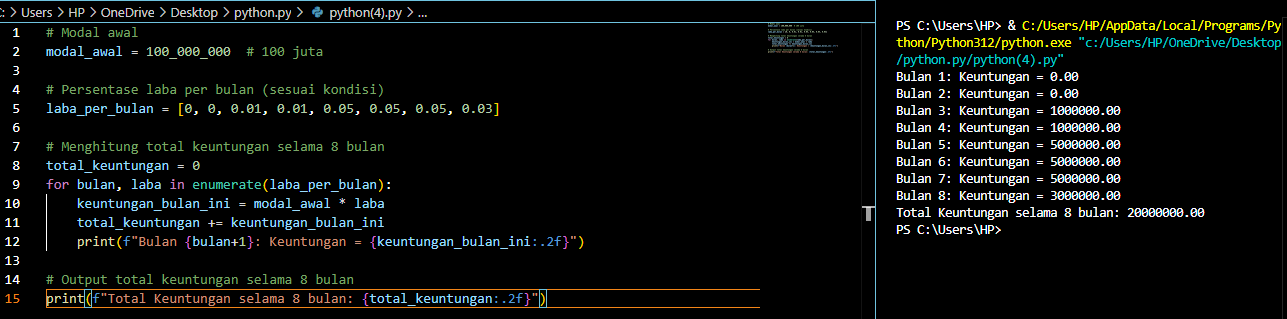 C: > Users > HP > OneDrive > Desktop > python.py > python(4).py > ...
1 # Modal awal
2 modal_awal = 100_000_000  # 100 juta
3
4 # Persentase laba per bulan (sesuai kondisi)
5 laba_per_bulan = [0, 0, 0.01, 0.01, 0.05, 0.05, 0.05, 0.03]
6
7 # Menghitung total keuntungan selama 8 bulan
8 total_keuntungan = 0
9 for bulan, laba in enumerate(laba_per_bulan):
10     keuntungan_bulan_ini = modal_awal * laba
11     total_keuntungan += keuntungan_bulan_ini
12     print(f"Bulan {bulan+1}: Keuntungan = {keuntungan_bulan_ini:.2f}")
13
14 # Output total keuntungan selama 8 bulan
15 print(f"Total Keuntungan selama 8 bulan: {total_keuntungan:.2f}")
PS C:\Users\HP> & C:/Users/HP/AppData/Local/Programs/Py
thon/Python312/python.exe "c:/Users/HP/OneDrive/Desktop
/python.py/python(4).py"
Bulan 1: Keuntungan = 0.00
Bulan 2: Keuntungan = 0.00
Bulan 3: Keuntungan = 1000000.00
Bulan 4: Keuntungan = 1000000.00
Bulan 5: Keuntungan = 5000000.00
Bulan 6: Keuntungan = 5000000.00
Bulan 7: Keuntungan = 5000000.00
Bulan 8: Keuntungan = 3000000.00
Total Keuntungan selama 8 bulan: 20000000.00
PS C:\Users\HP>